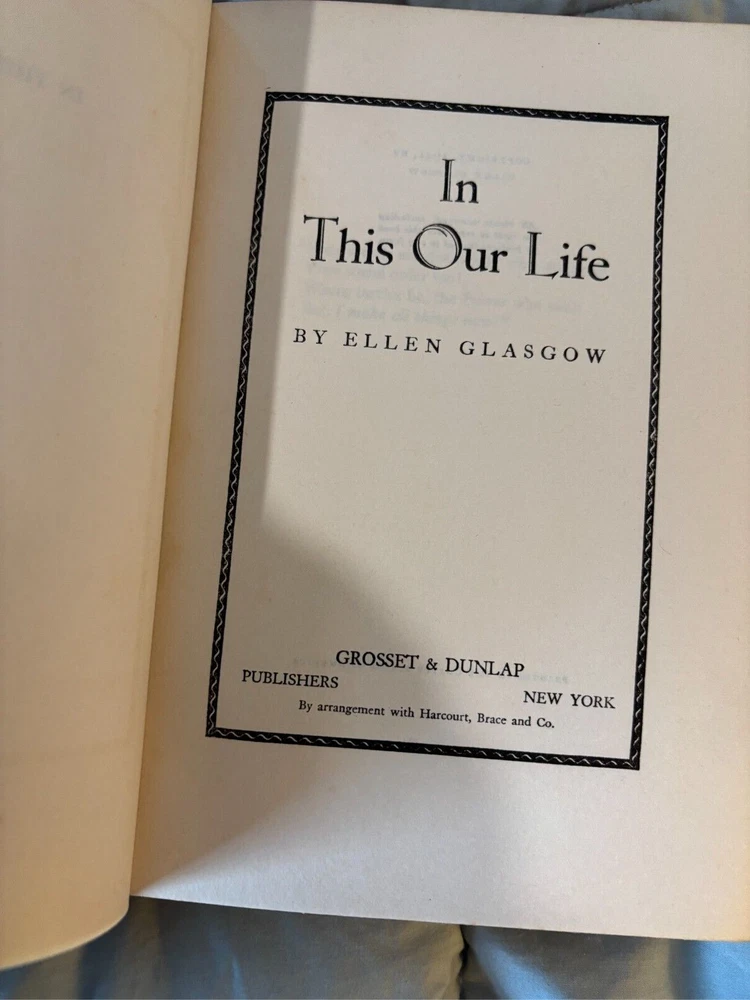 In
This Our Life
BY ELLEN GLASGOW
GROSSET & DUNLAP
PUBLISHERS
NEW YORK
By arrangement with Harcourt, Brace and Co.